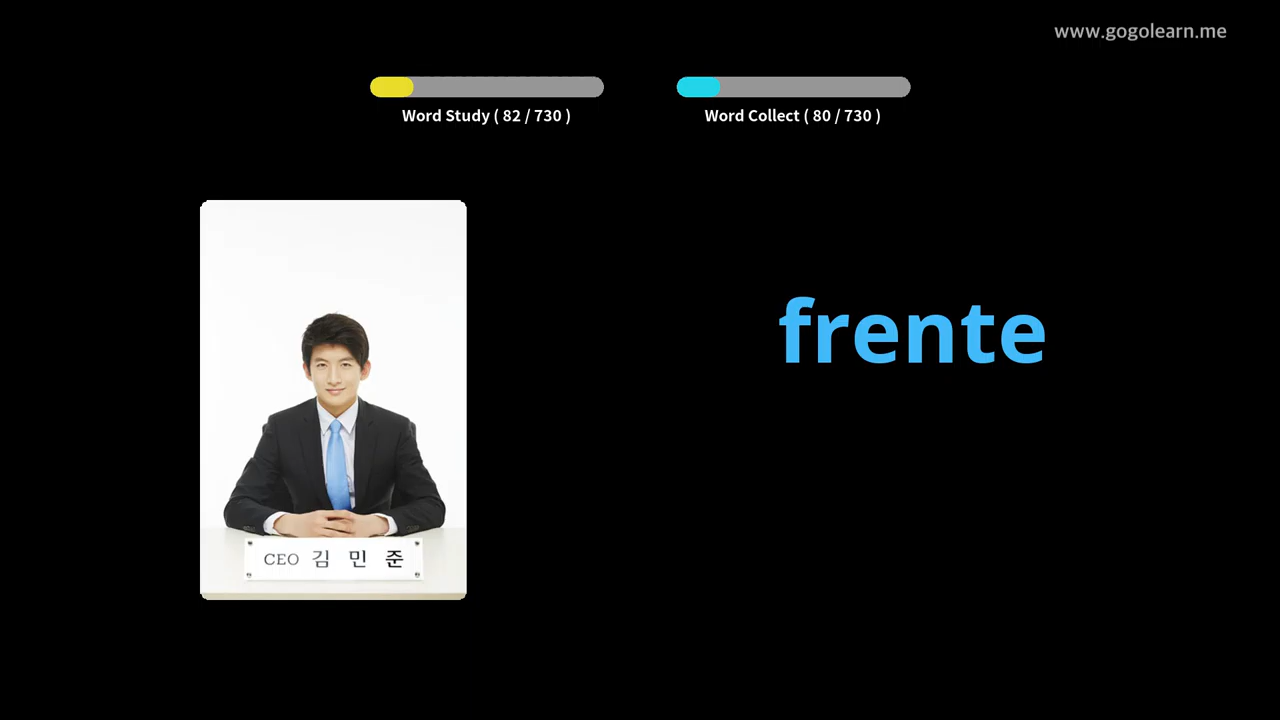 www.gogolearn.me
Word Study ( 82 / 730 )
Word Collect ( 80 / 730 )
frente
CEO 김 민 준